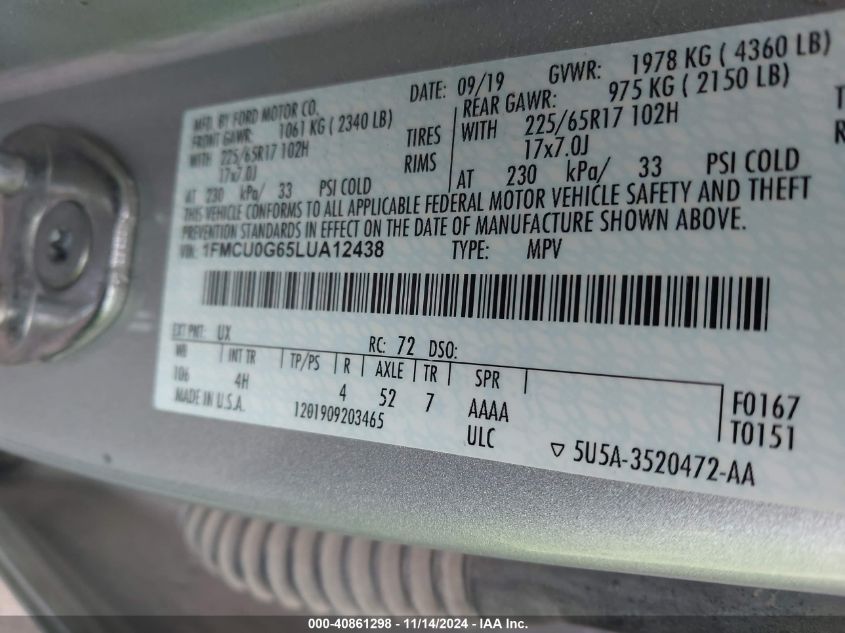 MFD. BY FORD MOTOR CO.
DATE: 09/19 GVWR: 1978 KG ( 4360 LB)
FRONT GAWR: 1061 KG ( 2340 LB)
REAR GAWR: 975 KG ( 2150 LB)
WITH 225/65R17 102H TIRES WITH 225/65R17 102H
17x7.0J RIMS 17x7.0J
AT 230 kPa/ 33 PSI COLD AT 230 kPa/ 33 PSI COLD
THIS VEHICLE CONFORMS TO ALL APPLICABLE FEDERAL MOTOR VEHICLE SAFETY AND THEFT
PREVENTION STANDARDS IN EFFECT ON THE DATE OF MANUFACTURE SHOWN ABOVE.
VIN: 1FMCU0G65LUA12438 TYPE: MPV
EXT PNT: UX RC: 72 DSO:
WB INT TR TP/PS R AXLE TR SPR
106 4H 4 52 7 AAAA F0167
MADE IN U.S.A. 1201909203465 ULC T0151
5U5A-3520472-AA
000-40861298 - 11/14/2024 - IAA Inc.